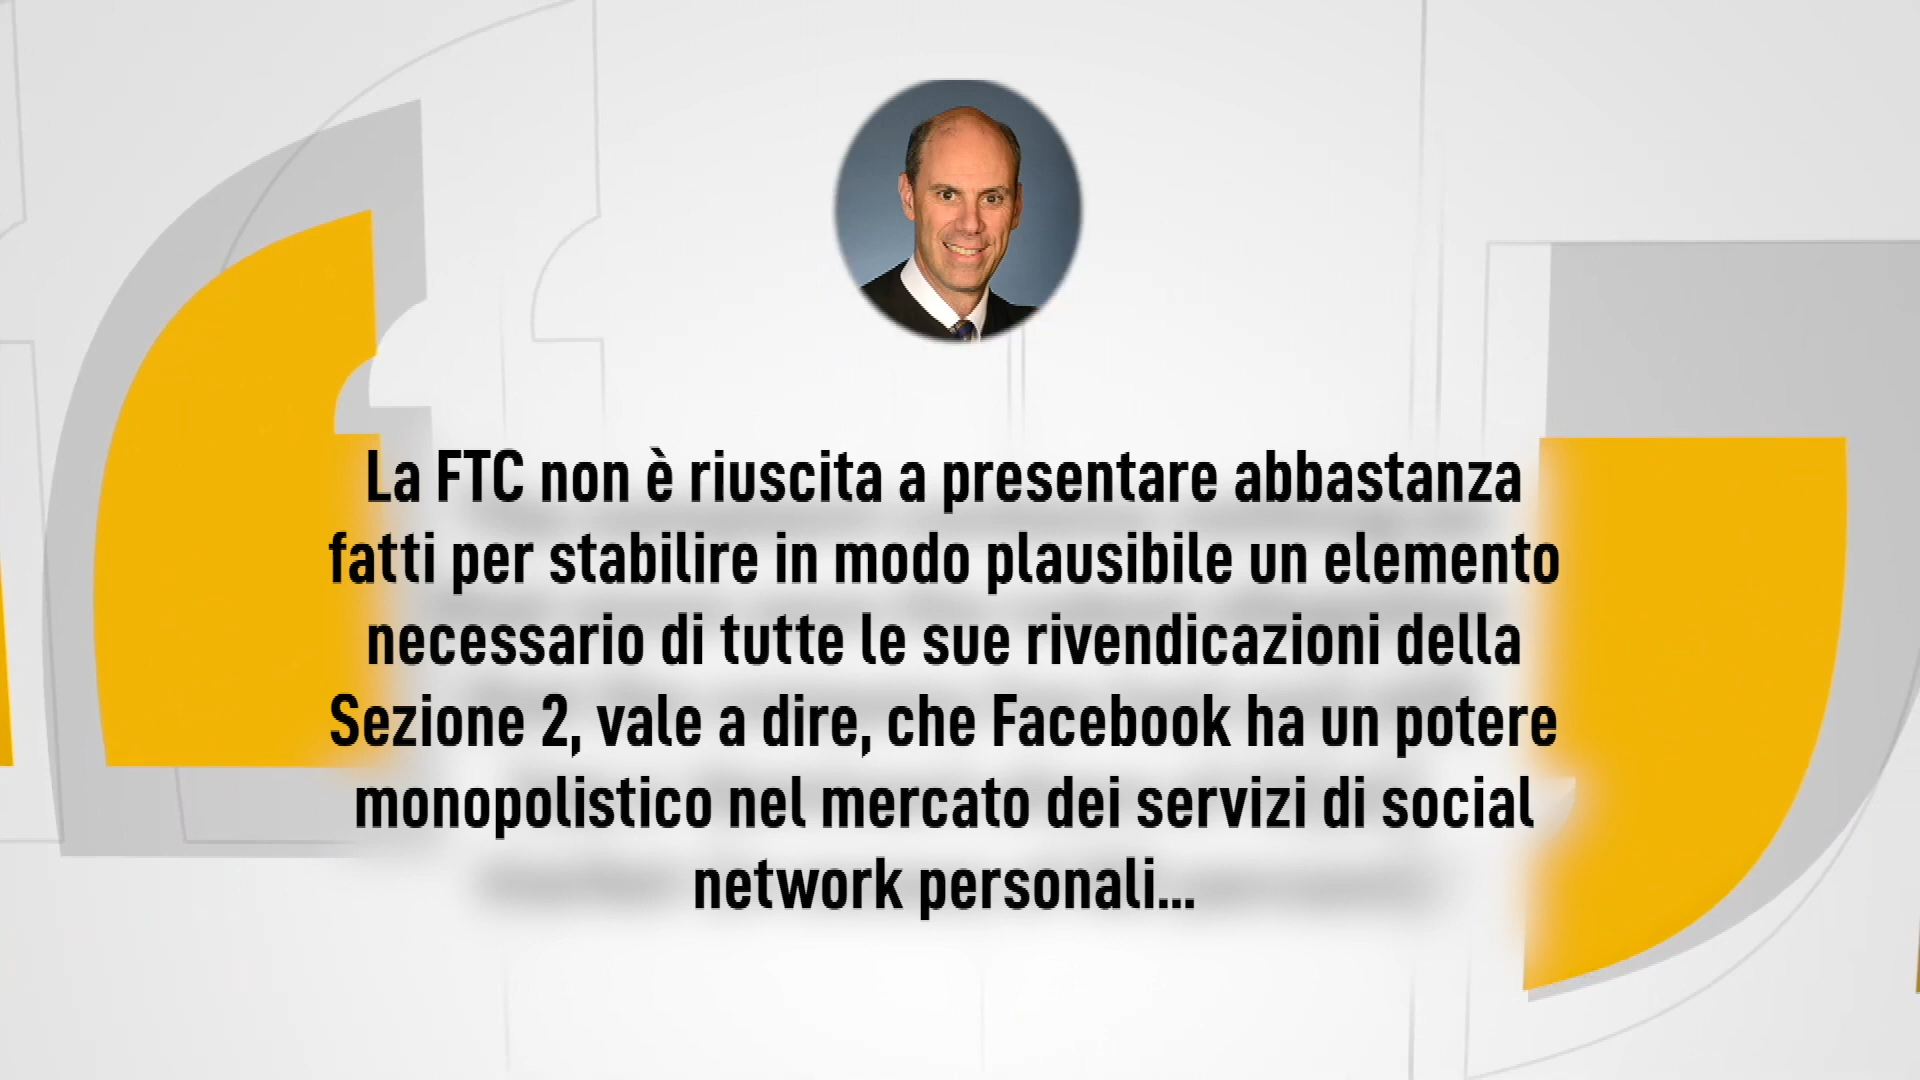 La FTC non è riuscita a presentare abbastanza
fatti per stabilire in modo plausibile un elemento
necessario di tutte le sue rivendicazioni della
Sezione 2, vale a dire, che Facebook ha un potere
monopolistico nel mercato dei servizi di social
network personali...